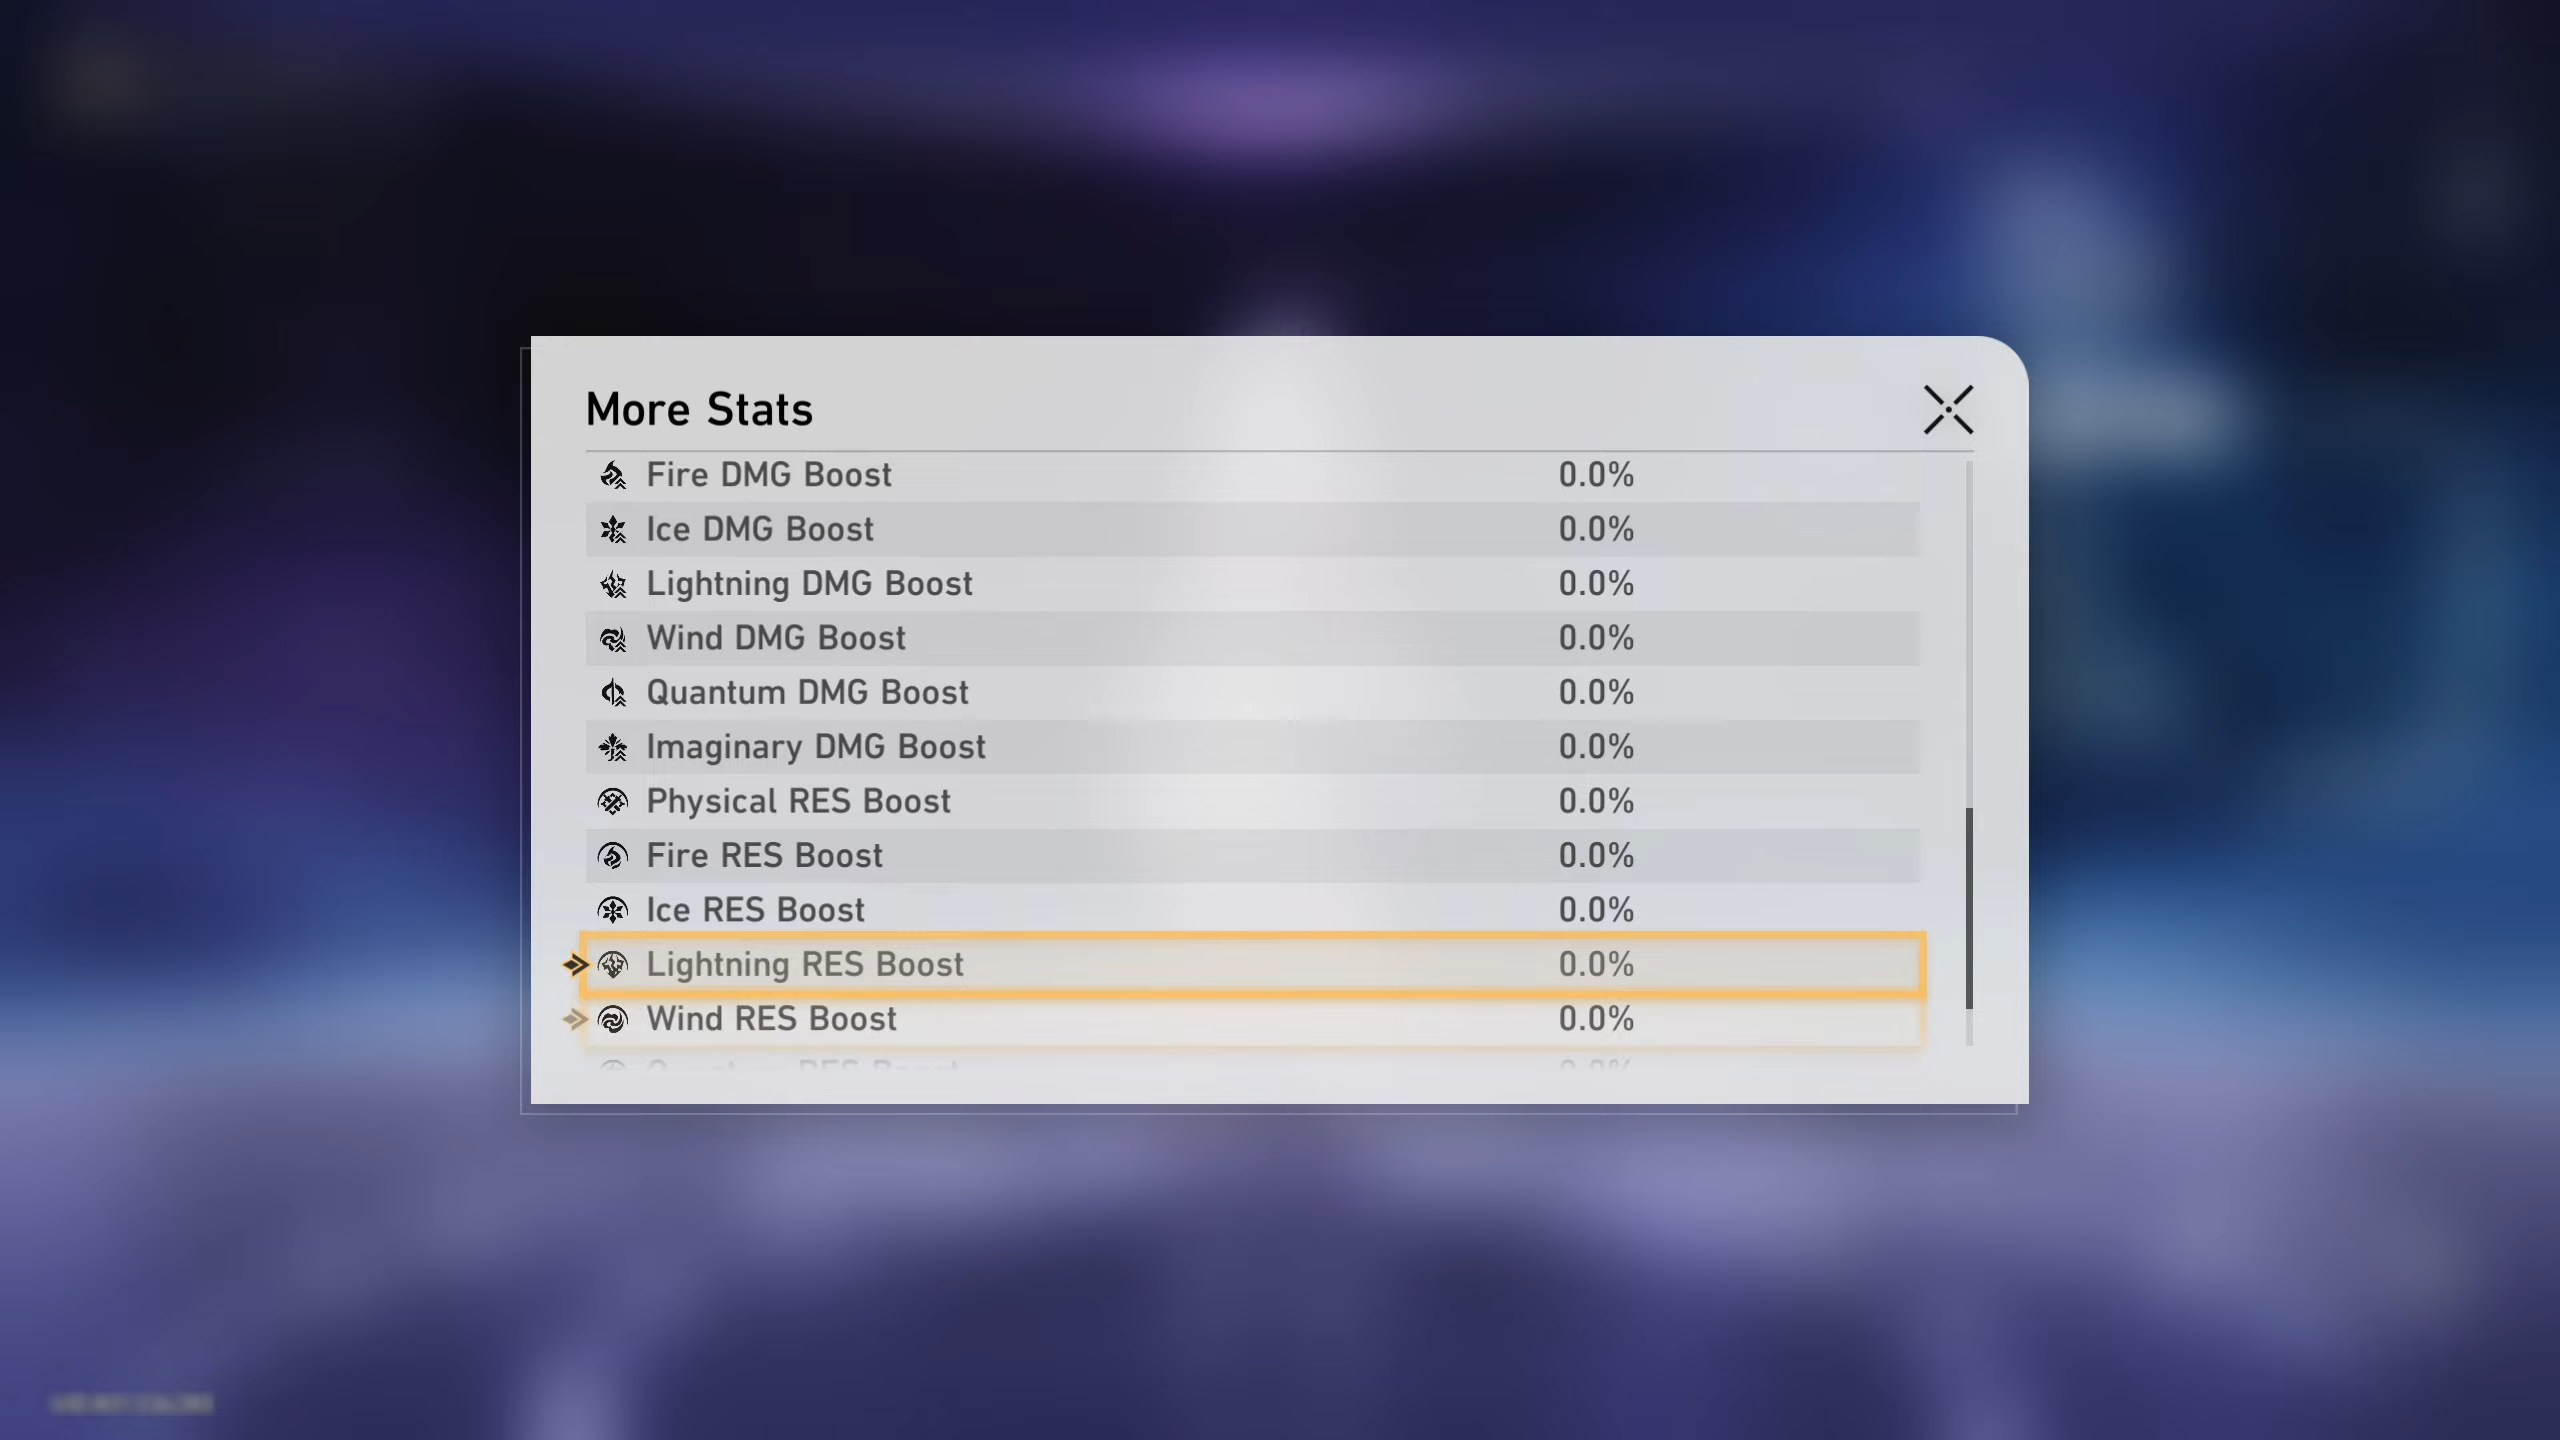 More Stats
Fire DMG Boost 0.0%
Ice DMG Boost 0.0%
Lightning DMG Boost 0.0%
Wind DMG Boost 0.0%
Quantum DMG Boost 0.0%
Imaginary DMG Boost 0.0%
Physical RES Boost 0.0%
Fire RES Boost 0.0%
Ice RES Boost 0.0%
Lightning RES Boost 0.0%
Wind RES Boost 0.0%